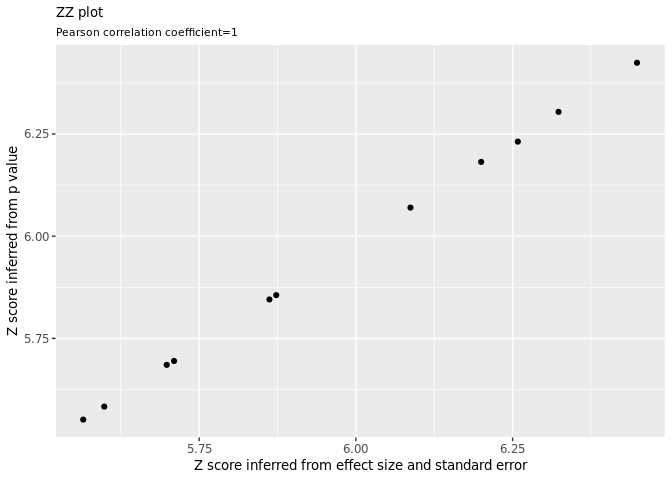 ZZ plot
Pearson correlation coefficient=1
Z score inferred from p value
6.25
6.00
5.75
5.75
6.00
6.25
Z score inferred from effect size and standard error